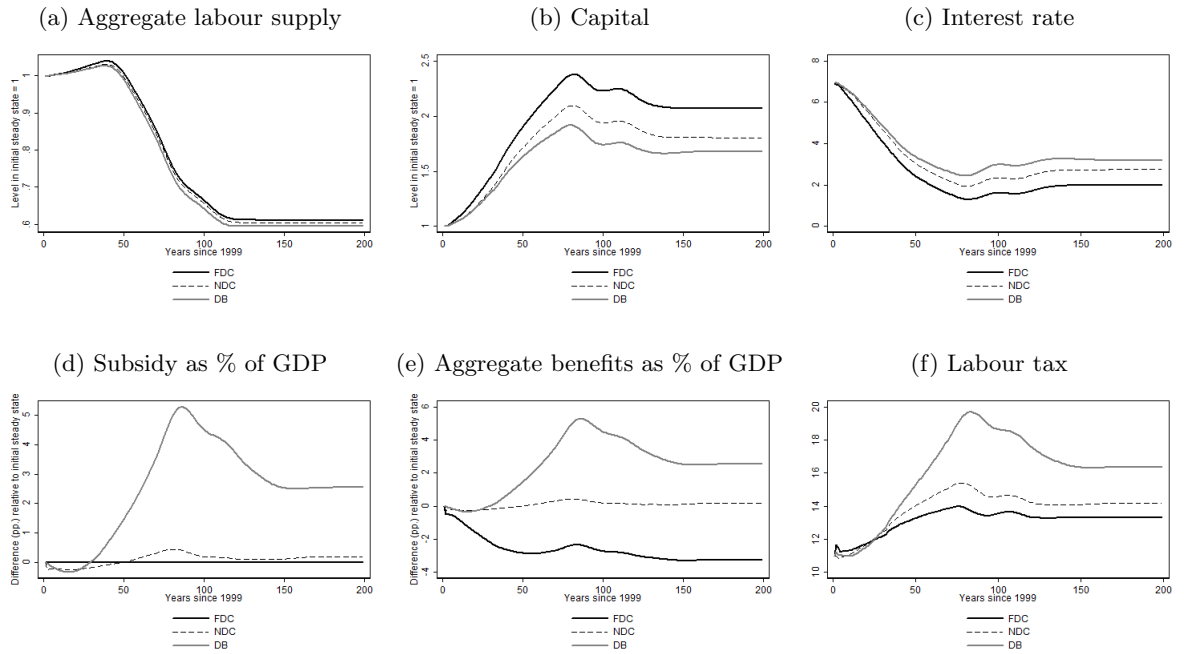 (a) Aggregate labour supply
(b) Capital
(c) Interest rate
Level in initial steady state = 1
1
.9
.8
.7
.6
0 50 100 150 200
Years since 1999
FDC
NDC
DB
Level in initial steady state = 1
2.5
2
1.5
1
0 50 100 150 200
Years since 1999
FDC
NDC
DB
8
6
4
2
0
0 50 100 150 200
Years since 1999
FDC
NDC
DB
(d) Subsidy as % of GDP
(e) Aggregate benefits as % of GDP
(f) Labour tax
Difference (pp.) relative to initial steady state
5
4
3
2
1
0
0 50 100 150 200
Years since 1999
FDC
NDC
DB
Difference (pp.) relative to initial steady state
6
4
2
0
-2
-4
0 50 100 150 200
Years since 1999
FDC
NDC
DB
20
18
16
14
12
10
0 50 100 150 200
Years since 1999
FDC
NDC
DB